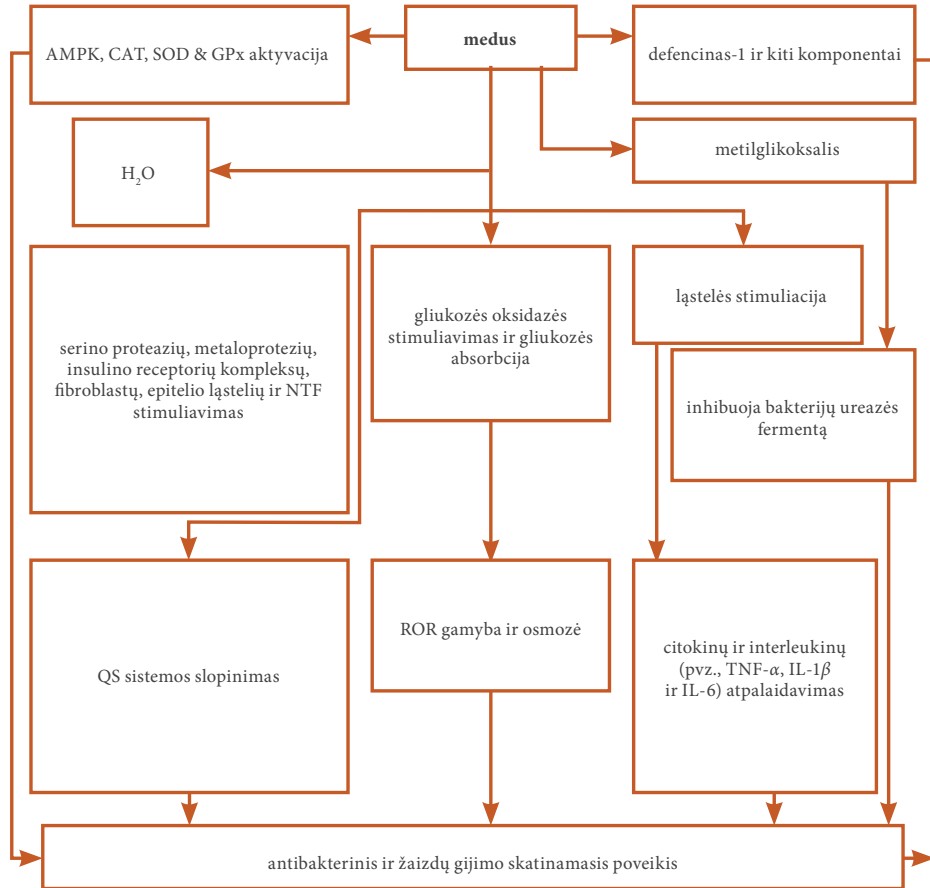 medus
AMPK, CAT, SOD & GPx aktyvacija
defencinas-1 ir kiti komponentai
H₂O
metilglikoksalis
serino proteazių, metaloprotezių,
insulino receptorių kompleksų,
fibroblastų, epitelio ląstelių ir NTF
stimuliavimas
gliukozės oksidazės
stimuliavimas ir gliukozės
absorbcija
ląstelės stimuliacija
inhibuoja bakterijų ureazės
fermentą
QS sistemos slopinimas
ROR gamyba ir osmozė
citokinų ir interleukinų
(pvz., TNF-α, IL-1β
ir IL-6) atpalaidavimas
antibakterinis ir žaizdų gijimo skatinamasis poveikis